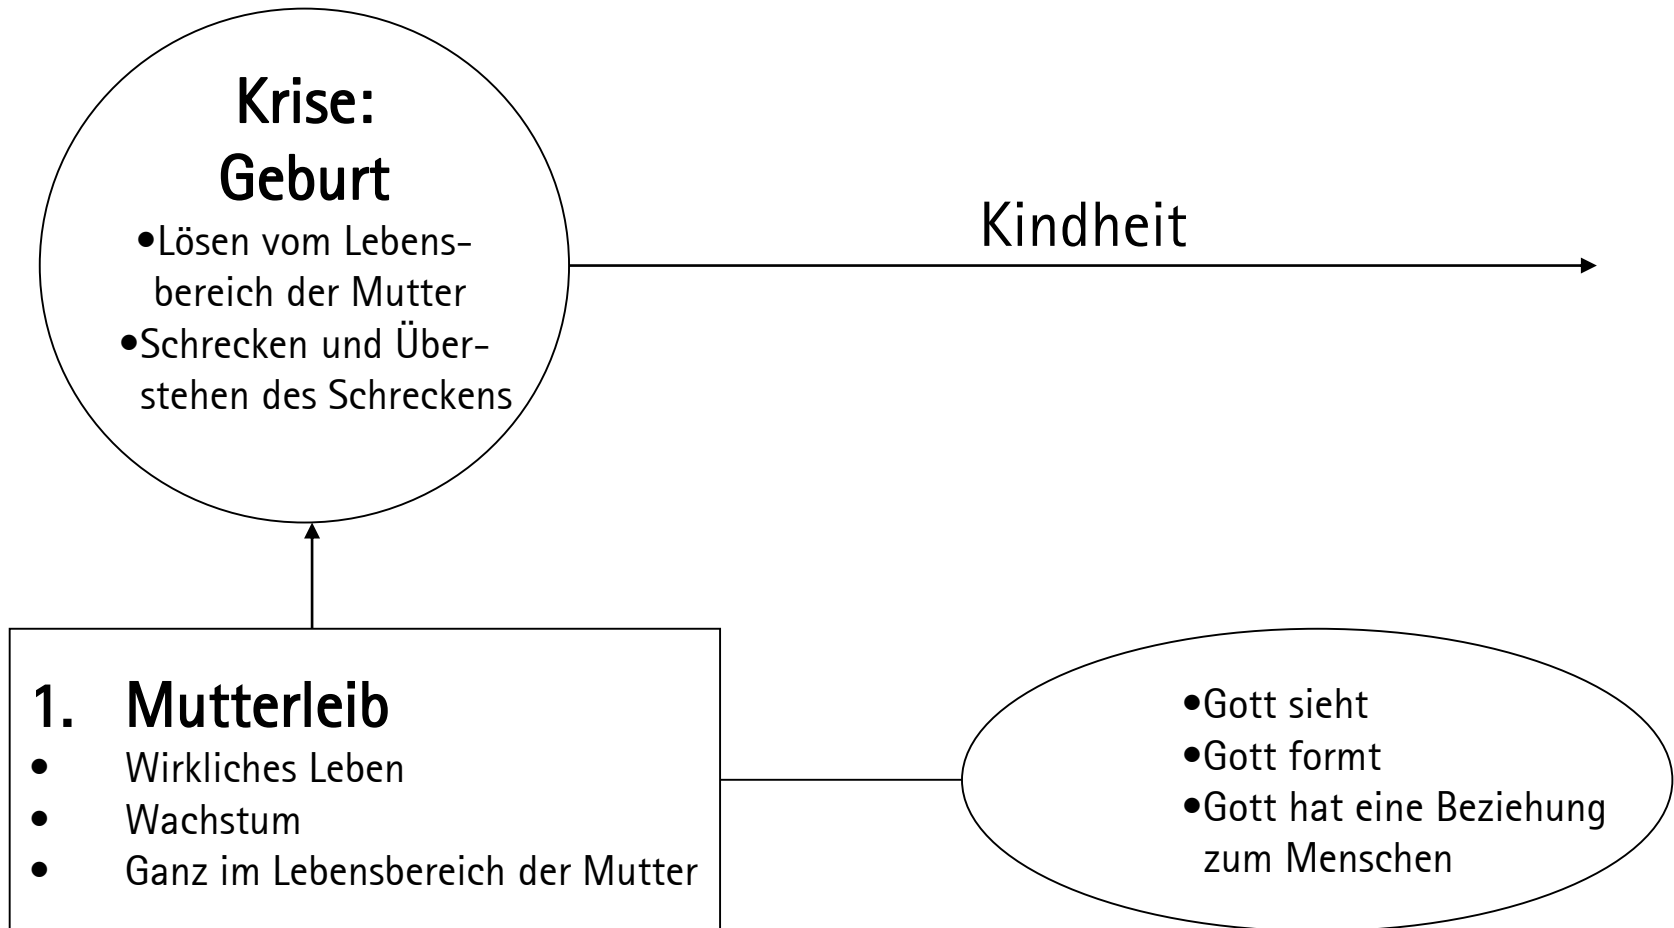 Krise:
Geburt
•Lösen vom Lebens-
bereich der Mutter
•Schrecken und Über-
stehen des Schreckens
Kindheit
1. Mutterleib
• Wirkliches Leben
• Wachstum
• Ganz im Lebensbereich der Mutter
•Gott sieht
•Gott formt
•Gott hat eine Beziehung
zum Menschen